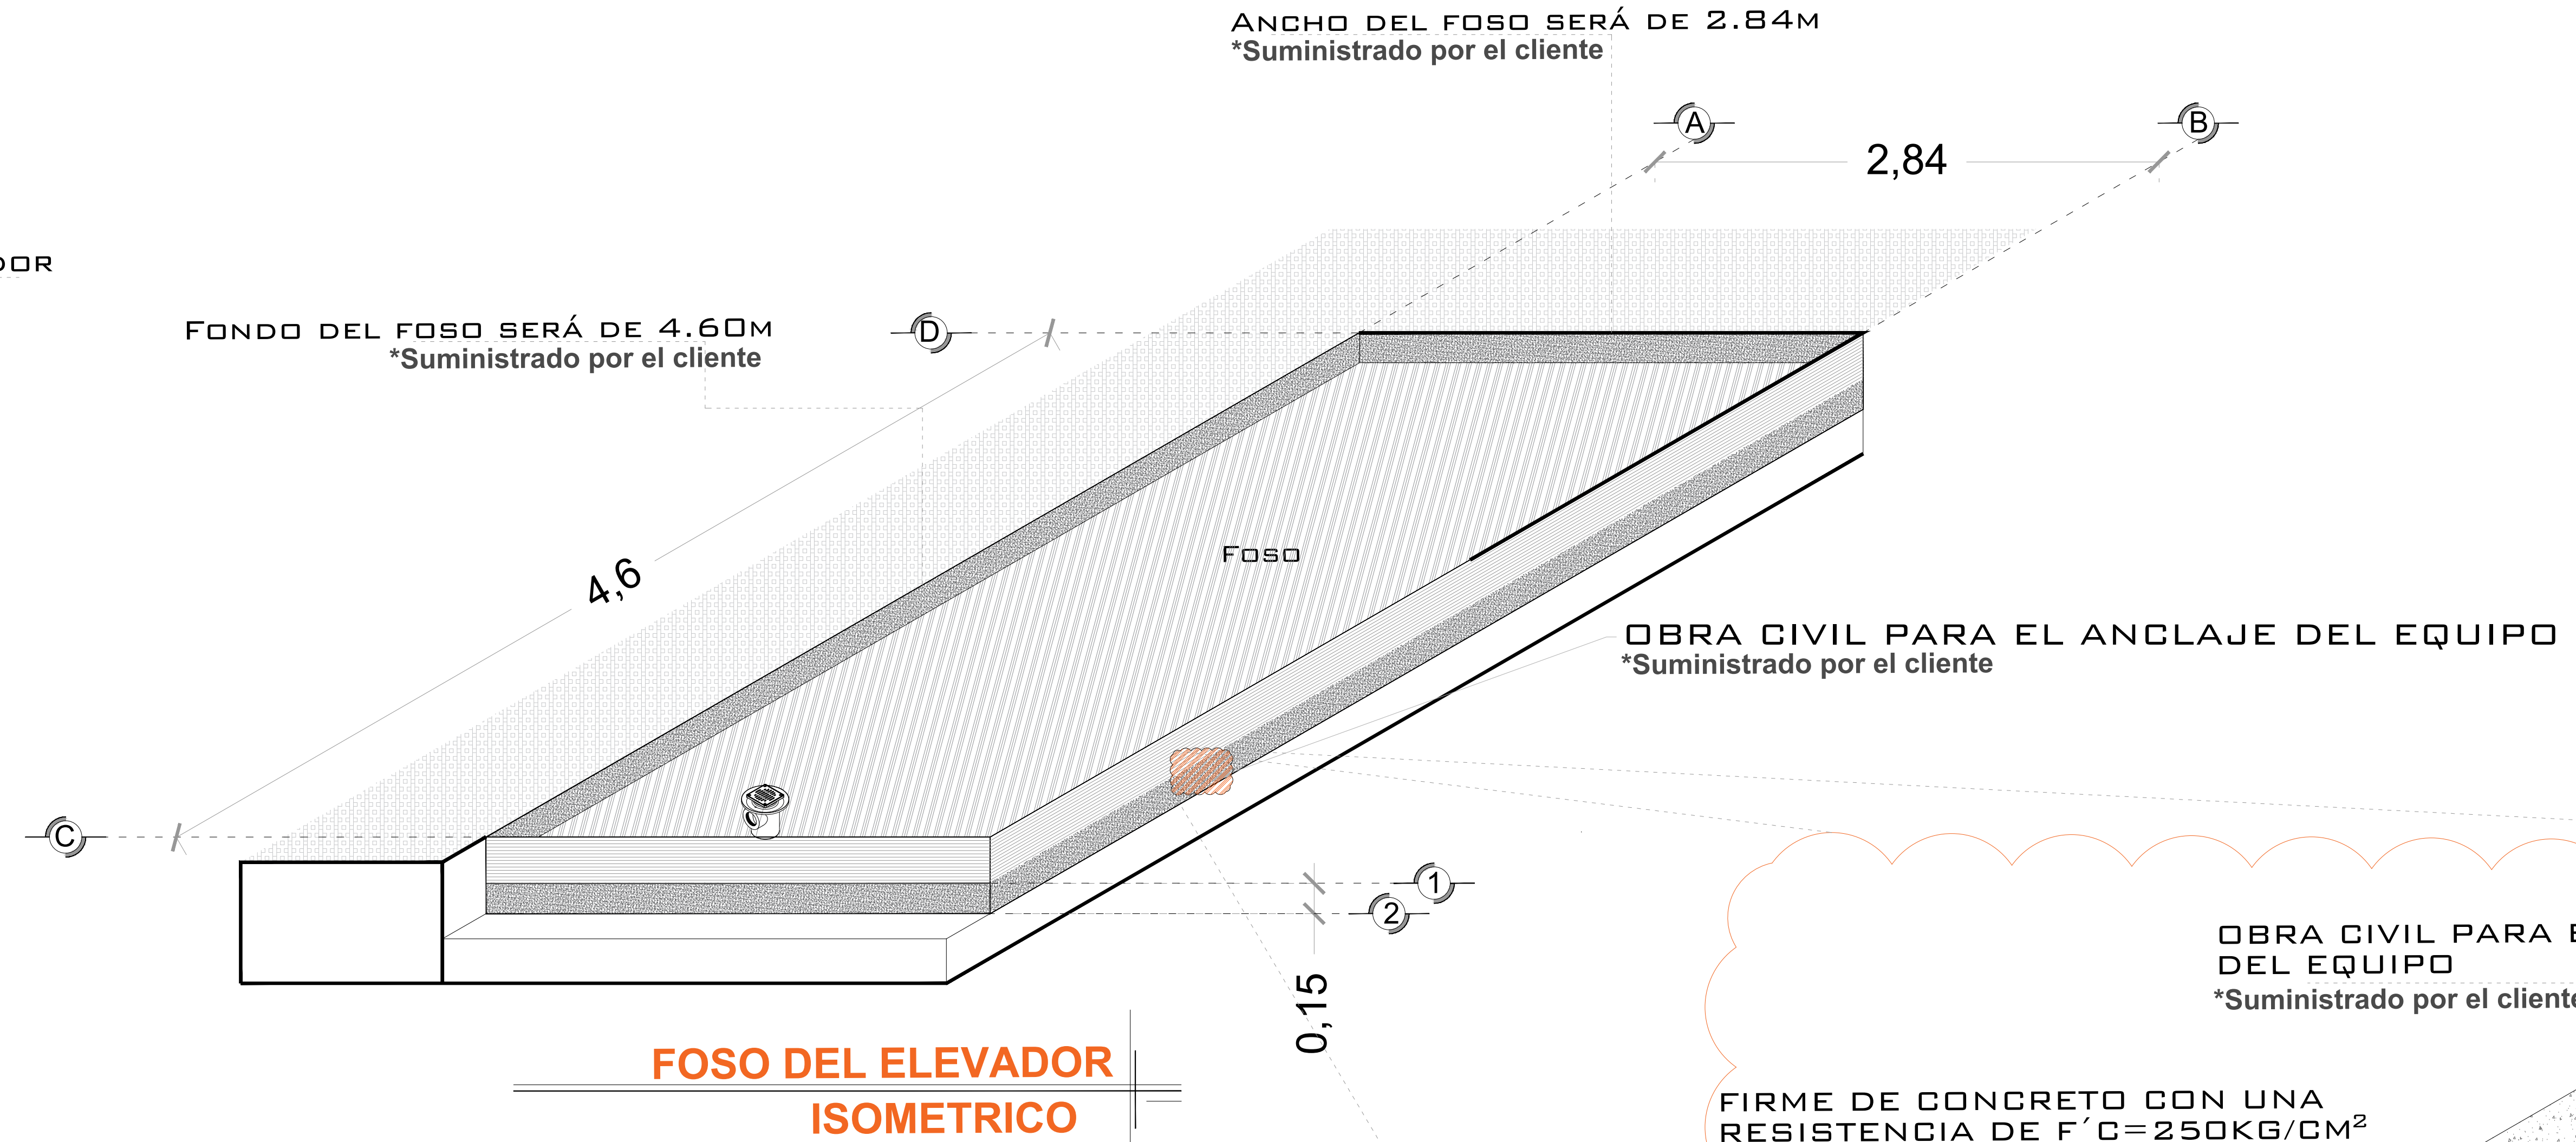 ANCHO DEL FOSO SERÁ DE 2.84M
*Suministrado por el cliente
A
B
2,84
FONDO DEL FOSO SERÁ DE 4.60M
*Suministrado por el cliente
D
4,6
FOSO
OBRA CIVIL PARA EL ANCLAJE DEL EQUIPO
*Suministrado por el cliente
C
1
2
0,15
OBRA CIVIL PARA
DEL EQUIPO
*Suministrado por el cliente
FOSO DEL ELEVADOR
ISOMETRICO
FIRME DE CONCRETO CON UNA
RESISTENCIA DE F´C=250KG/CM²